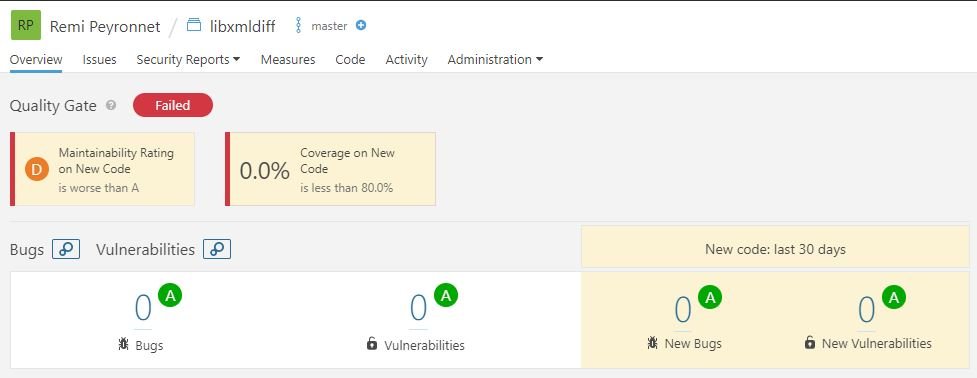 RP Remi Peyronnet / libxmldiff master
Overview Issues Security Reports Measures Code Activity Administration
Quality Gate ? Failed
D Maintainability Rating on New Code is worse than A
0.0% Coverage on New Code is less than 80.0%
Bugs Vulnerabilities New code: last 30 days
0 A 0 A 0 A 0 A
Bugs Vulnerabilities New Bugs New Vulnerabilities